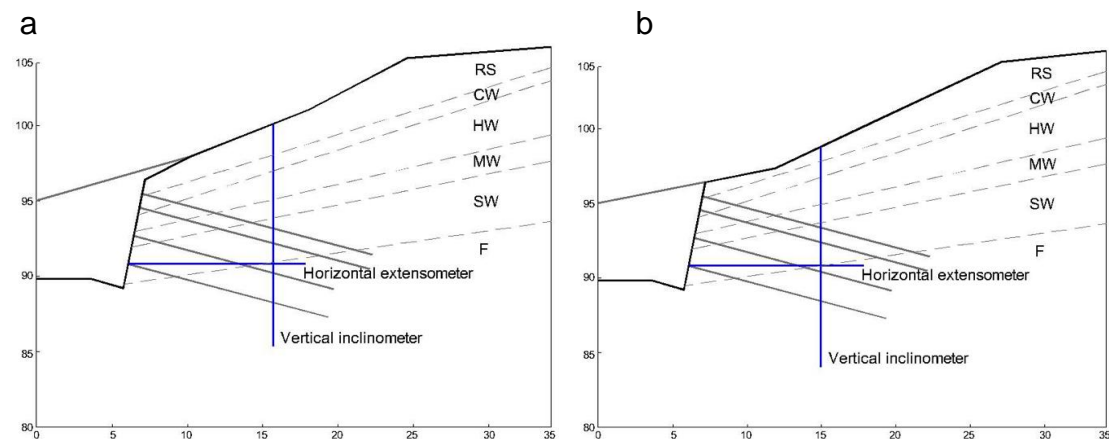 a
105
100
95
90
85
80
0
5
10
15
20
25
30
35
RS
CW
HW
MW
SW
F
Horizontal extensometer
Vertical inclinometer
b
105
100
95
90
85
80
0
5
10
15
20
25
30
35
RS
CW
HW
MW
SW
F
Horizontal extensometer
Vertical inclinometer